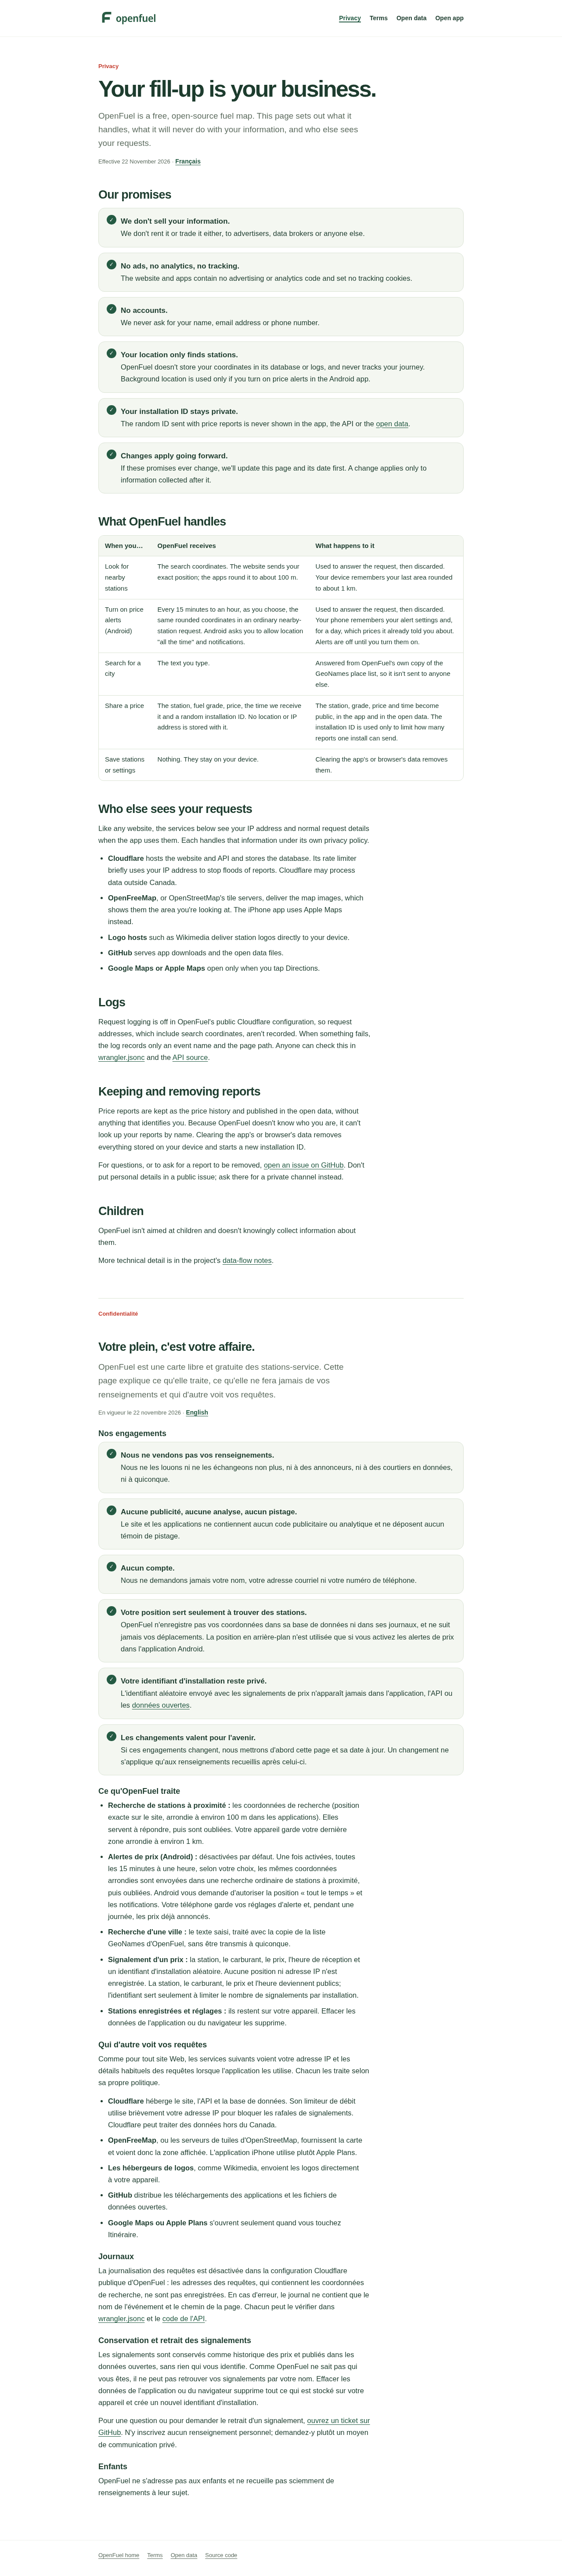 openfuel
Privacy Terms Open data Open app
Privacy
Your fill-up is your business.
OpenFuel is a free, open-source fuel map. This page sets out what it
handles, what it will never do with your information, and who else sees
your requests.
Effective 22 November 2026 · Français
Our promises
✓ We don't sell your information.
We don't rent it or trade it either, to advertisers, data brokers or anyone else.
✓ No ads, no analytics, no tracking.
The website and apps contain no advertising or analytics code and set no tracking cookies.
✓ No accounts.
We never ask for your name, email address or phone number.
✓ Your location only finds stations.
OpenFuel doesn't store your coordinates in its database or logs, and never tracks your journey.
Background location is used only if you turn on price alerts in the Android app.
✓ Your installation ID stays private.
The random ID sent with price reports is never shown in the app, the API or the open data.
✓ Changes apply going forward.
If these promises ever change, we'll update this page and its date first. A change applies only to
information collected after it.
What OpenFuel handles
When you… OpenFuel receives What happens to it
Look for
nearby
stations
The search coordinates. The website sends your
exact position; the apps round it to about 100 m.
Used to answer the request, then discarded.
Your device remembers your last area rounded
to about 1 km.
Turn on price
alerts
(Android)
Every 15 minutes to an hour, as you choose, the
same rounded coordinates in an ordinary nearby-
station request. Android asks you to allow location
"all the time" and notifications.
Used to answer the request, then discarded.
Your phone remembers your alert settings and,
for a day, which prices it already told you about.
Alerts are off until you turn them on.
Search for a
city
The text you type.
Answered from OpenFuel's own copy of the
GeoNames place list, so it isn't sent to anyone
else.
Share a price
The station, fuel grade, price, the time we receive
it and a random installation ID. No location or IP
address is stored with it.
The station, grade, price and time become
public, in the app and in the open data. The
installation ID is used only to limit how many
reports one install can send.
Save stations
or settings
Nothing. They stay on your device.
Clearing the app's or browser's data removes
them.
Who else sees your requests
Like any website, the services below see your IP address and normal request details
when the app uses them. Each handles that information under its own privacy policy.
• Cloudflare hosts the website and API and stores the database. Its rate limiter
briefly uses your IP address to stop floods of reports. Cloudflare may process
data outside Canada.
• OpenFreeMap, or OpenStreetMap's tile servers, deliver the map images, which
shows them the area you're looking at. The iPhone app uses Apple Maps
instead.
• Logo hosts such as Wikimedia deliver station logos directly to your device.
• GitHub serves app downloads and the open data files.
• Google Maps or Apple Maps open only when you tap Directions.
Logs
Request logging is off in OpenFuel's public Cloudflare configuration, so request
addresses, which include search coordinates, aren't recorded. When something fails,
the log records only an event name and the page path. Anyone can check this in
wrangler.jsonc and the API source.
Keeping and removing reports
Price reports are kept as the price history and published in the open data, without
anything that identifies you. Because OpenFuel doesn't know who you are, it can't
look up your reports by name. Clearing the app's or browser's data removes
everything stored on your device and starts a new installation ID.
For questions, or to ask for a report to be removed, open an issue on GitHub. Don't
put personal details in a public issue; ask there for a private channel instead.
Children
OpenFuel isn't aimed at children and doesn't knowingly collect information about
them.
More technical detail is in the project's data-flow notes.
Confidentialité
Votre plein, c'est votre affaire.
OpenFuel est une carte libre et gratuite des stations-service. Cette
page explique ce qu'elle traite, ce qu'elle ne fera jamais de vos
renseignements et qui d'autre voit vos requêtes.
En vigueur le 22 novembre 2026 · English
Nos engagements
✓ Nous ne vendons pas vos renseignements.
Nous ne les louons ni ne les échangeons non plus, ni à des annonceurs, ni à des courtiers en données,
ni à quiconque.
✓ Aucune publicité, aucune analyse, aucun pistage.
Le site et les applications ne contiennent aucun code publicitaire ou analytique et ne déposent aucun
témoin de pistage.
✓ Aucun compte.
Nous ne demandons jamais votre nom, votre adresse courriel ni votre numéro de téléphone.
✓ Votre position sert seulement à trouver des stations.
OpenFuel n'enregistre pas vos coordonnées dans sa base de données ni dans ses journaux, et ne suit
jamais vos déplacements. La position en arrière-plan n'est utilisée que si vous activez les alertes de prix
dans l'application Android.
✓ Votre identifiant d'installation reste privé.
L'identifiant aléatoire envoyé avec les signalements de prix n'apparaît jamais dans l'application, l'API ou
les données ouvertes.
✓ Les changements valent pour l'avenir.
Si ces engagements changent, nous mettrons d'abord cette page et sa date à jour. Un changement ne
s'applique qu'aux renseignements recueillis après celui-ci.
Ce qu'OpenFuel traite
• Recherche de stations à proximité : les coordonnées de recherche (position
exacte sur le site, arrondie à environ 100 m dans les applications). Elles
servent à répondre, puis sont oubliées. Votre appareil garde votre dernière
zone arrondie à environ 1 km.
• Alertes de prix (Android) : désactivées par défaut. Une fois activées, toutes
les 15 minutes à une heure, selon votre choix, les mêmes coordonnées
arrondies sont envoyées dans une recherche ordinaire de stations à proximité,
puis oubliées. Android vous demande d'autoriser la position « tout le temps » et
les notifications. Votre téléphone garde vos réglages d'alerte et, pendant une
journée, les prix déjà annoncés.
• Recherche d'une ville : le texte saisi, traité avec la copie de la liste
GeoNames d'OpenFuel, sans être transmis à quiconque.
• Signalement d'un prix : la station, le carburant, le prix, l'heure de réception et
un identifiant d'installation aléatoire. Aucune position ni adresse IP n'est
enregistrée. La station, le carburant, le prix et l'heure deviennent publics;
l'identifiant sert seulement à limiter le nombre de signalements par installation.
• Stations enregistrées et réglages : ils restent sur votre appareil. Effacer les
données de l'application ou du navigateur les supprime.
Qui d'autre voit vos requêtes
Comme pour tout site Web, les services suivants voient votre adresse IP et les
détails habituels des requêtes lorsque l'application les utilise. Chacun les traite selon
sa propre politique.
• Cloudflare héberge le site, l'API et la base de données. Son limiteur de débit
utilise brièvement votre adresse IP pour bloquer les rafales de signalements.
Cloudflare peut traiter des données hors du Canada.
• OpenFreeMap, ou les serveurs de tuiles d'OpenStreetMap, fournissent la carte
et voient donc la zone affichée. L'application iPhone utilise plutôt Apple Plans.
• Les hébergeurs de logos, comme Wikimedia, envoient les logos directement
à votre appareil.
• GitHub distribue les téléchargements des applications et les fichiers de
données ouvertes.
• Google Maps ou Apple Plans s'ouvrent seulement quand vous touchez
Itinéraire.
Journaux
La journalisation des requêtes est désactivée dans la configuration Cloudflare
publique d'OpenFuel : les adresses des requêtes, qui contiennent les coordonnées
de recherche, ne sont pas enregistrées. En cas d'erreur, le journal ne contient que le
nom de l'événement et le chemin de la page. Chacun peut le vérifier dans
wrangler.jsonc et le code de l'API.
Conservation et retrait des signalements
Les signalements sont conservés comme historique des prix et publiés dans les
données ouvertes, sans rien qui vous identifie. Comme OpenFuel ne sait pas qui
vous êtes, il ne peut pas retrouver vos signalements par votre nom. Effacer les
données de l'application ou du navigateur supprime tout ce qui est stocké sur votre
appareil et crée un nouvel identifiant d'installation.
Pour une question ou pour demander le retrait d'un signalement, ouvrez un ticket sur
GitHub. N'y inscrivez aucun renseignement personnel; demandez-y plutôt un moyen
de communication privé.
Enfants
OpenFuel ne s'adresse pas aux enfants et ne recueille pas sciemment de
renseignements à leur sujet.
OpenFuel home Terms Open data Source code